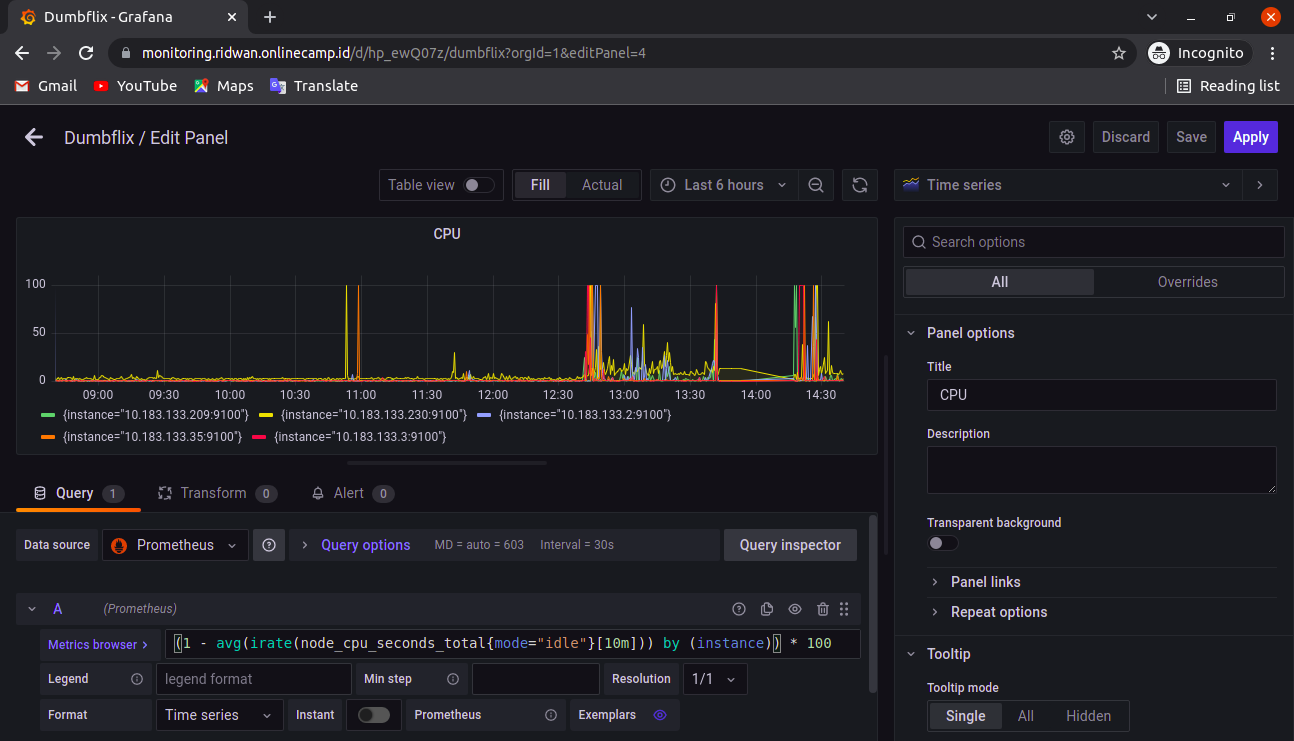 Dumbflix - Grafana
monitoring.ridwan.onlinecamp.id/d/hp_ewQ07z/dumbflix?orgId=1&editPanel=4
Incognito
Gmail YouTube Maps Translate Reading list
Dumbflix / Edit Panel
Discard Save Apply
Table view Fill Actual Last 6 hours Time series
CPU
Search options
All Overrides
100
50
0
09:00 09:30 10:00 10:30 11:00 11:30 12:00 12:30 13:00 13:30 14:00 14:30
{instance="10.183.133.209:9100"} {instance="10.183.133.230:9100"} {instance="10.183.133.2:9100"}
{instance="10.183.133.35:9100"} {instance="10.183.133.3:9100"}
Panel options
Title
CPU
Description
Transparent background
Panel links
Repeat options
Tooltip
Tooltip mode
Single All Hidden
Query 1 Transform 0 Alert 0
Data source Prometheus Query options MD = auto = 603 Interval = 30s Query inspector
A (Prometheus)
Metrics browser > (1 - avg(irate(node_cpu_seconds_total{mode="idle"}[10m])) by (instance)) * 100
Legend legend format Min step Resolution 1/1
Format Time series Instant Prometheus Exemplars